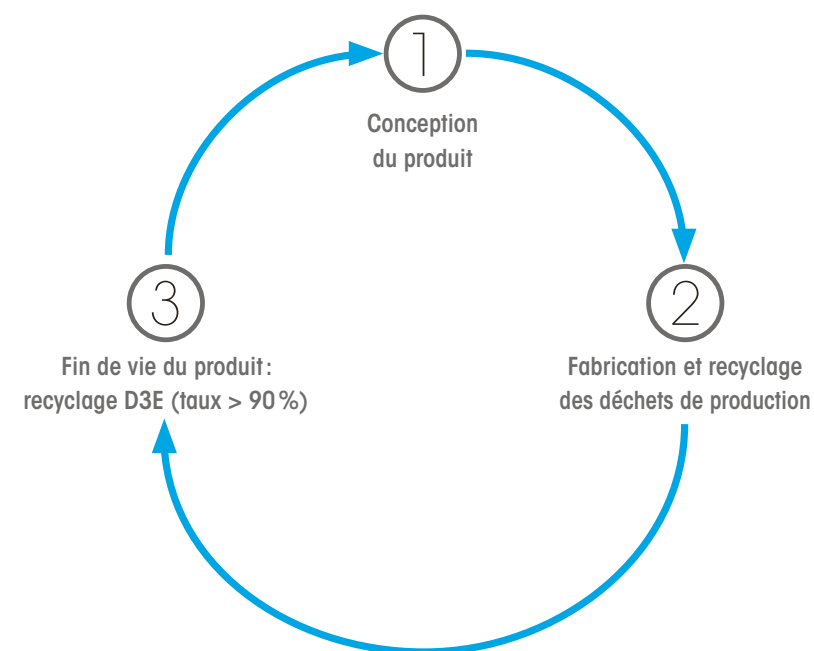 1
Conception
du produit
3
Fin de vie du produit :
recyclage D3E (taux > 90 %)
2
Fabrication et recyclage
des déchets de production